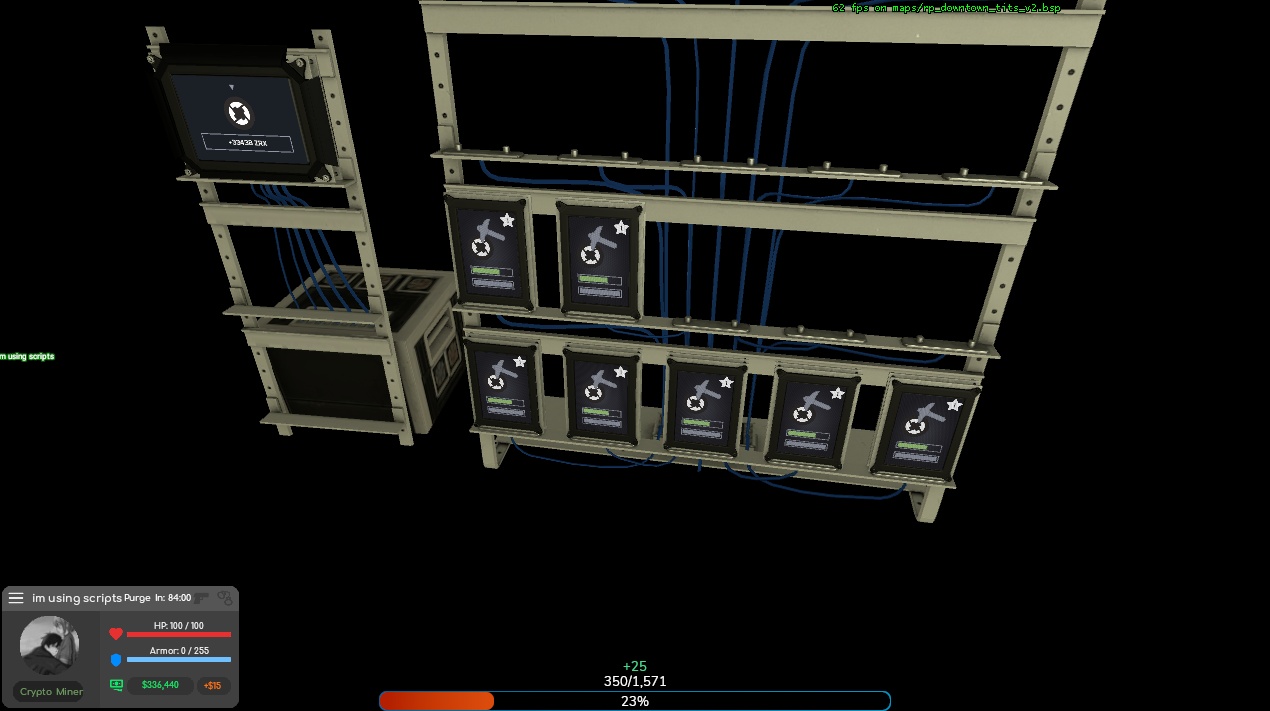 62 fps on maps/rp_downtown_tits_v2.bsp
+33438 ZRX
im using scripts
im using scripts Purge In: 84:00
HP: 100 / 100
Armor: 0 / 255
Crypto Miner
$336,440
+$15
+25
350/1,571
23%